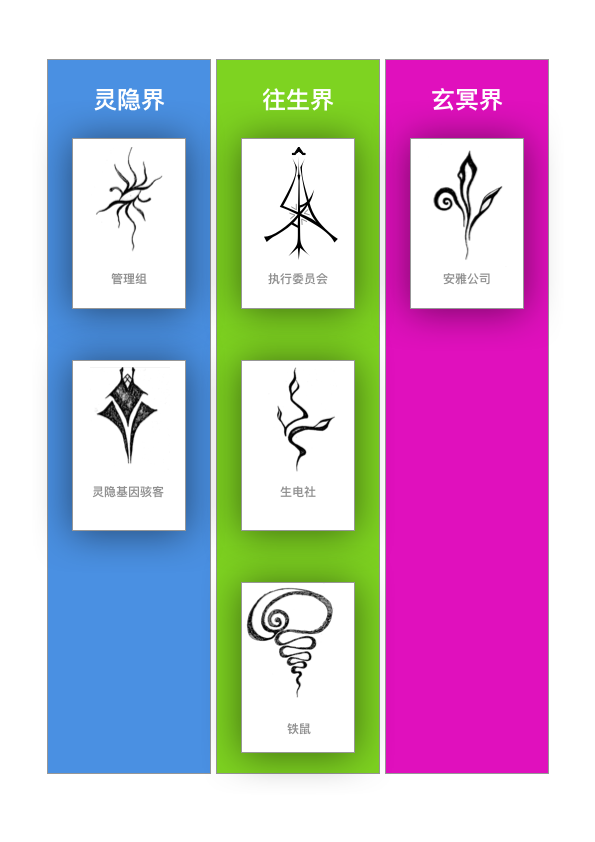 灵隐界
往生界
玄冥界
管理组
执行委员会
安雅公司
灵隐基因骇客
生电社
铁鼠